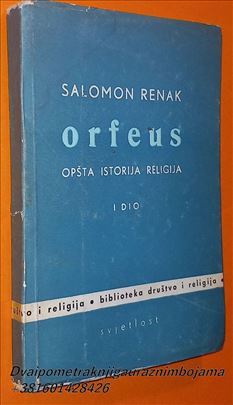 SALOMON RENAK
orfeus
OPŠTA ISTORIJA RELIGIJA
I DIO
tvo i religija • biblioteka društvo i religija •
svjetlost
Dvaipometraknjigauraznimbojama
+381601428426